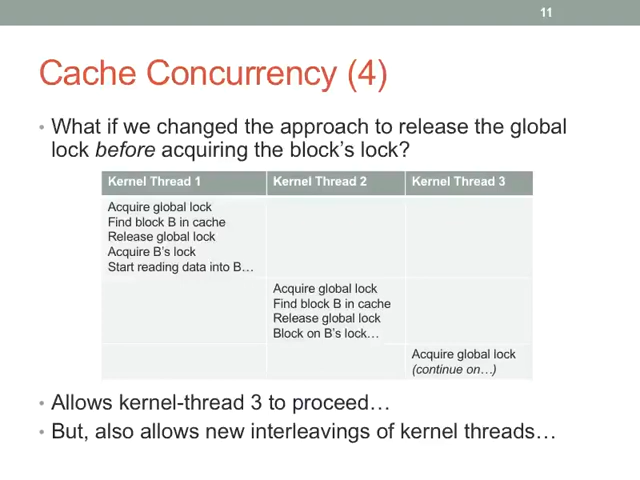 11
Cache Concurrency (4)
• What if we changed the approach to release the global
lock before acquiring the block's lock?
Kernel Thread 1 Kernel Thread 2 Kernel Thread 3
Acquire global lock
Find block B in cache
Release global lock
Acquire B's lock
Start reading data into B…
Acquire global lock
Find block B in cache
Release global lock
Block on B's lock…
Acquire global lock
(continue on…)
• Allows kernel-thread 3 to proceed…
• But, also allows new interleavings of kernel threads…